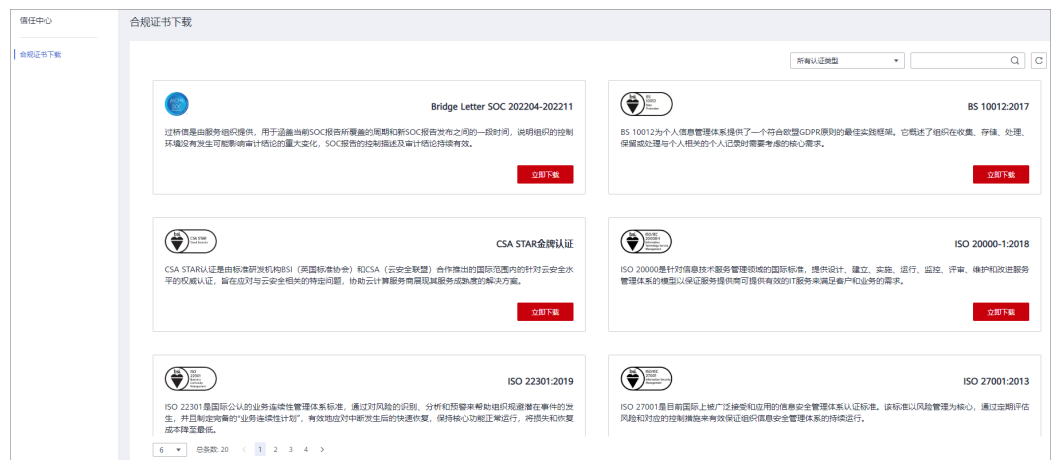 信任中心
合规证书下载
合规证书下载
所有认证类型
Bridge Letter SOC 202204-202211
过桥信是由服务组织提供，用于涵盖当前SOC报告所覆盖的周期和新SOC报告发布之间的一段时间，说明组织的控制
环境没有发生可能影响审计结论的重大变化，SOC报告的控制描述及审计结论持续有效。
立即下载
BS 10012:2017
BS 10012为个人信息管理体系提供了一个符合欧盟GDPR原则的最佳实践框架。它概述了组织在收集、存储、处理、
保留或处理与个人相关的个人记录时需要考虑的核心需求。
立即下载
CSA STAR金牌认证
CSA STAR认证是由标准研发机构BSI（英国标准协会）和CSA（云安全联盟）合作推出的国际范围内的针对云安全水
平的权威认证，旨在应对与云安全相关的特定问题，协助云计算服务商展现其服务成熟度的解决方案。
立即下载
ISO 20000-1:2018
ISO 20000是针对信息技术服务管理领域的国际标准，提供设计、建立、实施、运行、监控、评审、维护和改进服务
管理体系的模型以保证服务提供商可提供有效的IT服务来满足客户和业务的需求。
立即下载
ISO 22301:2019
ISO 22301是国际公认的业务连续性管理体系标准，通过对风险的识别、分析和预警来帮助组织规避潜在事件的发
生，并且制定完备的“业务连续性计划”，有效地应对中断发生后的快速恢复，保持核心功能正常运行，将损失和恢复
成本降至最低。
ISO 27001:2013
ISO 27001是目前国际上被广泛接受和应用的信息安全管理体系认证标准。该标准以风险管理为核心，通过定期评估
风险和对应的控制措施来有效保证组织信息安全管理体系的持续运行。
6 总条数: 20 < 1 2 3 4 >